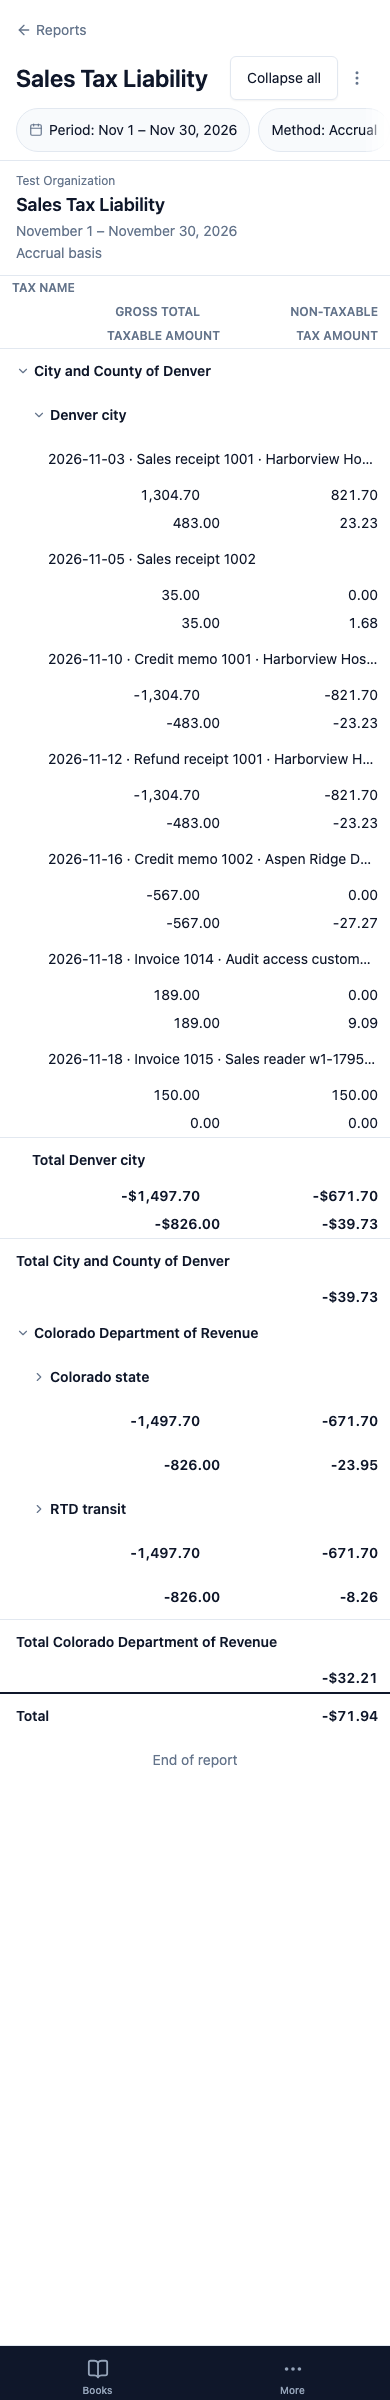 Reports
Sales Tax Liability
Collapse all
Period: Nov 1 – Nov 30, 2026
Method: Accrual
Test Organization
Sales Tax Liability
November 1 – November 30, 2026
Accrual basis
TAX NAME
GROSS TOTAL NON-TAXABLE
TAXABLE AMOUNT TAX AMOUNT
City and County of Denver
Denver city
2026-11-03 · Sales receipt 1001 · Harborview Ho...
1,304.70 821.70
483.00 23.23
2026-11-05 · Sales receipt 1002
35.00 0.00
35.00 1.68
2026-11-10 · Credit memo 1001 · Harborview Hos...
-1,304.70 -821.70
-483.00 -23.23
2026-11-12 · Refund receipt 1001 · Harborview H...
-1,304.70 -821.70
-483.00 -23.23
2026-11-16 · Credit memo 1002 · Aspen Ridge D...
-567.00 0.00
-567.00 -27.27
2026-11-18 · Invoice 1014 · Audit access custom...
189.00 0.00
189.00 9.09
2026-11-18 · Invoice 1015 · Sales reader w1-1795...
150.00 150.00
0.00 0.00
Total Denver city
-$1,497.70 -$671.70
-$826.00 -$39.73
Total City and County of Denver
-$39.73
Colorado Department of Revenue
Colorado state
-1,497.70 -671.70
-826.00 -23.95
RTD transit
-1,497.70 -671.70
-826.00 -8.26
Total Colorado Department of Revenue
-$32.21
Total -$71.94
End of report
Books More